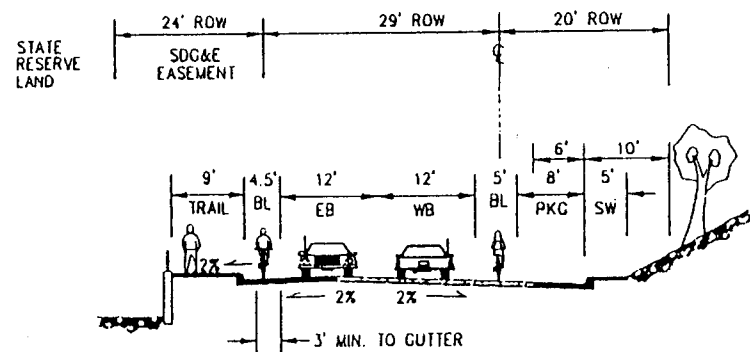 24' ROW
29' ROW
20' ROW
STATE
RESERVE
LAND
SDG&E
EASEMENT
6'
10'
9'
4.5'
12'
12'
5'
8'
5'
TRAIL
BL
EB
WB
BL
PKG
SW
2%
2%
2%
3' MIN. TO GUTTER